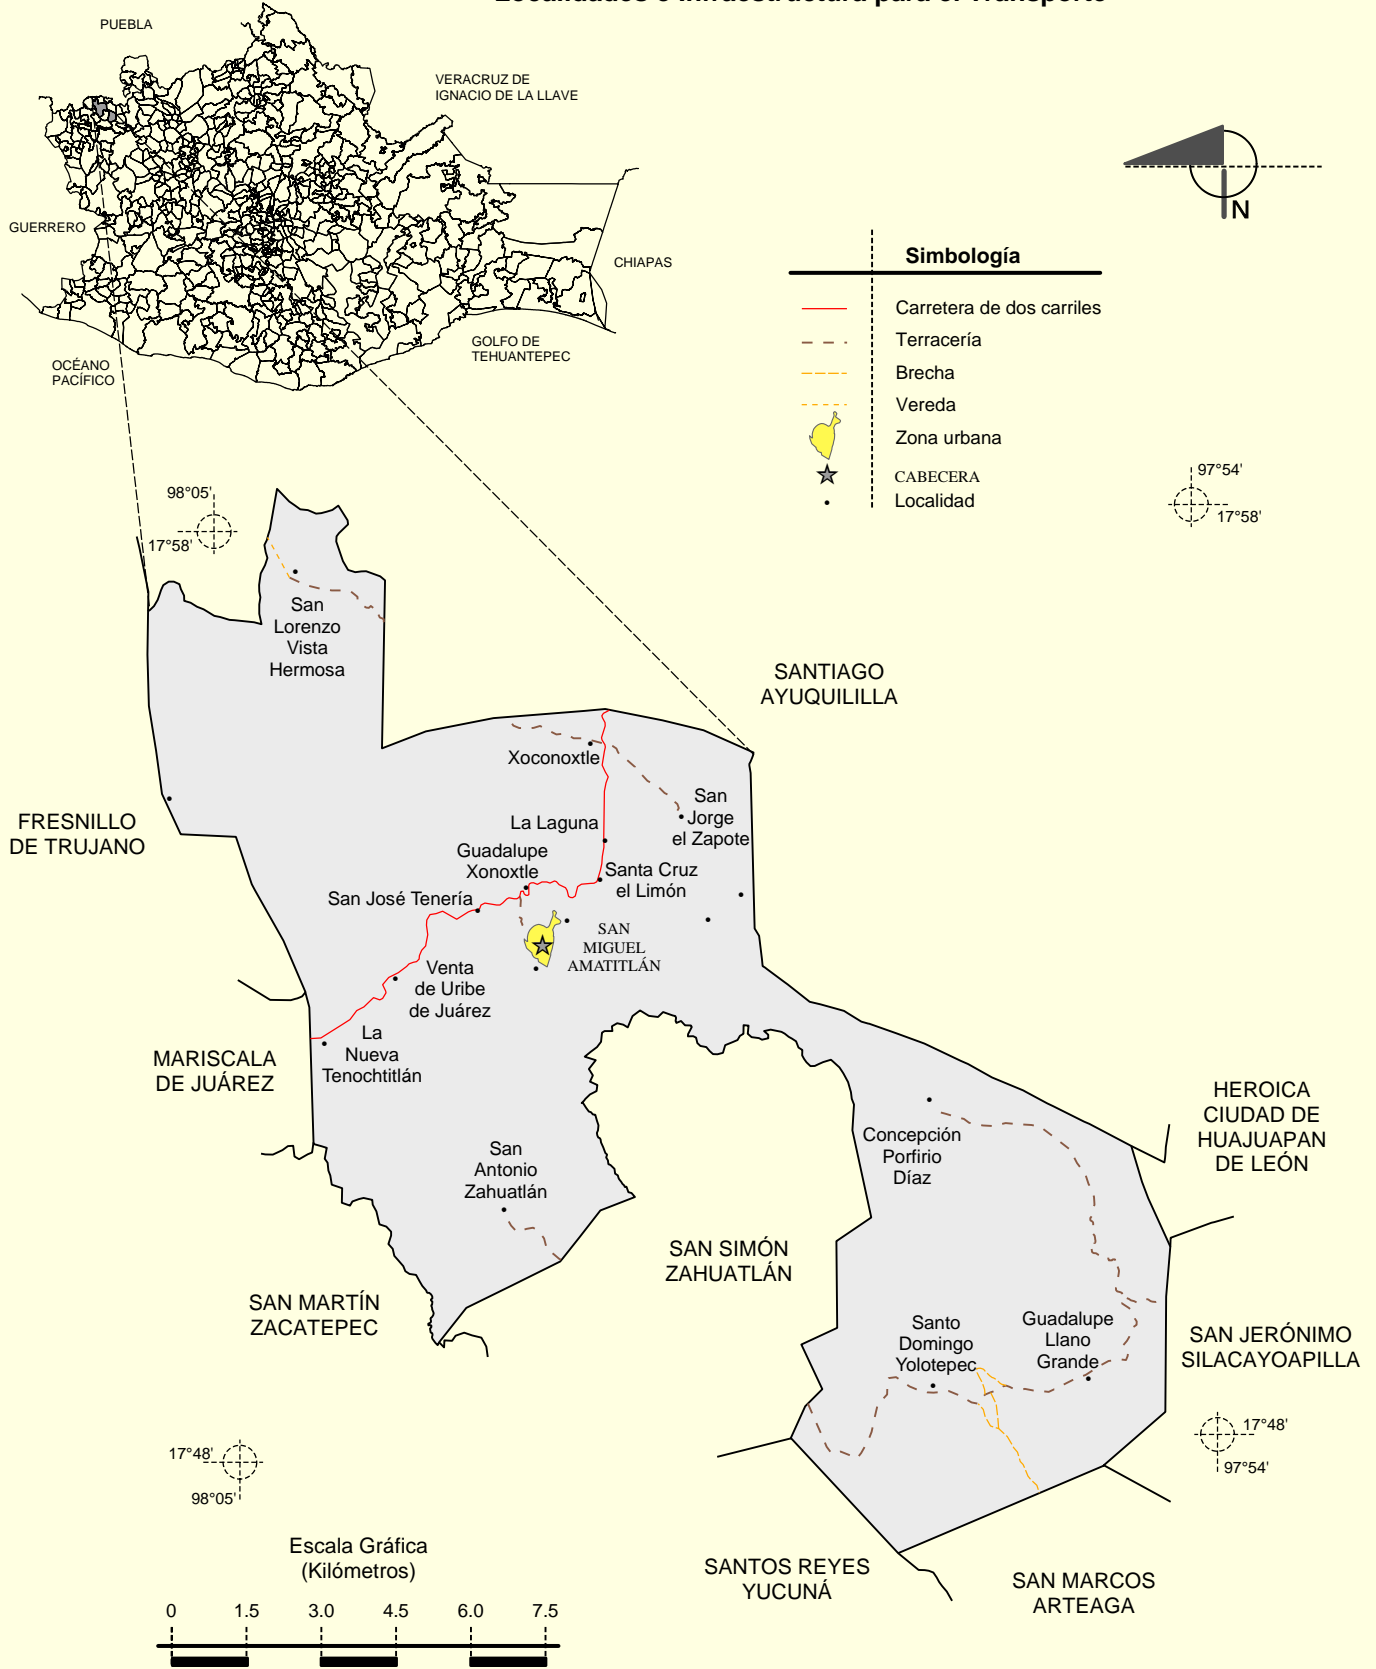 Localidades e Infraestructura para el Transporte
PUEBLA
VERACRUZ DE
IGNACIO DE LA LLAVE
GUERRERO
CHIAPAS
GOLFO DE
TEHUANTEPEC
OCÉANO
PACÍFICO
N
Simbología
Carretera de dos carriles
Terracería
Brecha
Vereda
Zona urbana
CABECERA
Localidad
98°05'
17°58'
97°54'
17°58'
San
Lorenzo
Vista
Hermosa
SANTIAGO
AYUQUILILLA
Xoconoxtle
San
Jorge
el Zapote
La Laguna
Guadalupe
Xonoxtle
Santa Cruz
el Limón
San José Tenería
FRESNILLO
DE TRUJANO
SAN
MIGUEL
AMATITLÁN
Venta
de Uribe
de Juárez
La
Nueva
Tenochtitlán
MARISCALA
DE JUÁREZ
HEROICA
CIUDAD DE
HUAJUAPAN
DE LEÓN
Concepción
Porfirio
Díaz
San
Antonio
Zahuatlán
SAN SIMÓN
ZAHUATLÁN
SAN MARTÍN
ZACATEPEC
Santo
Domingo
Yolotepec
Guadalupe
Llano
Grande
SAN JERÓNIMO
SILACAYOAPILLA
17°48'
98°05'
17°48'
97°54'
Escala Gráfica
(Kilómetros)
0 1.5 3.0 4.5 6.0 7.5
SANTOS REYES
YUCUNÁ
SAN MARCOS
ARTEAGA